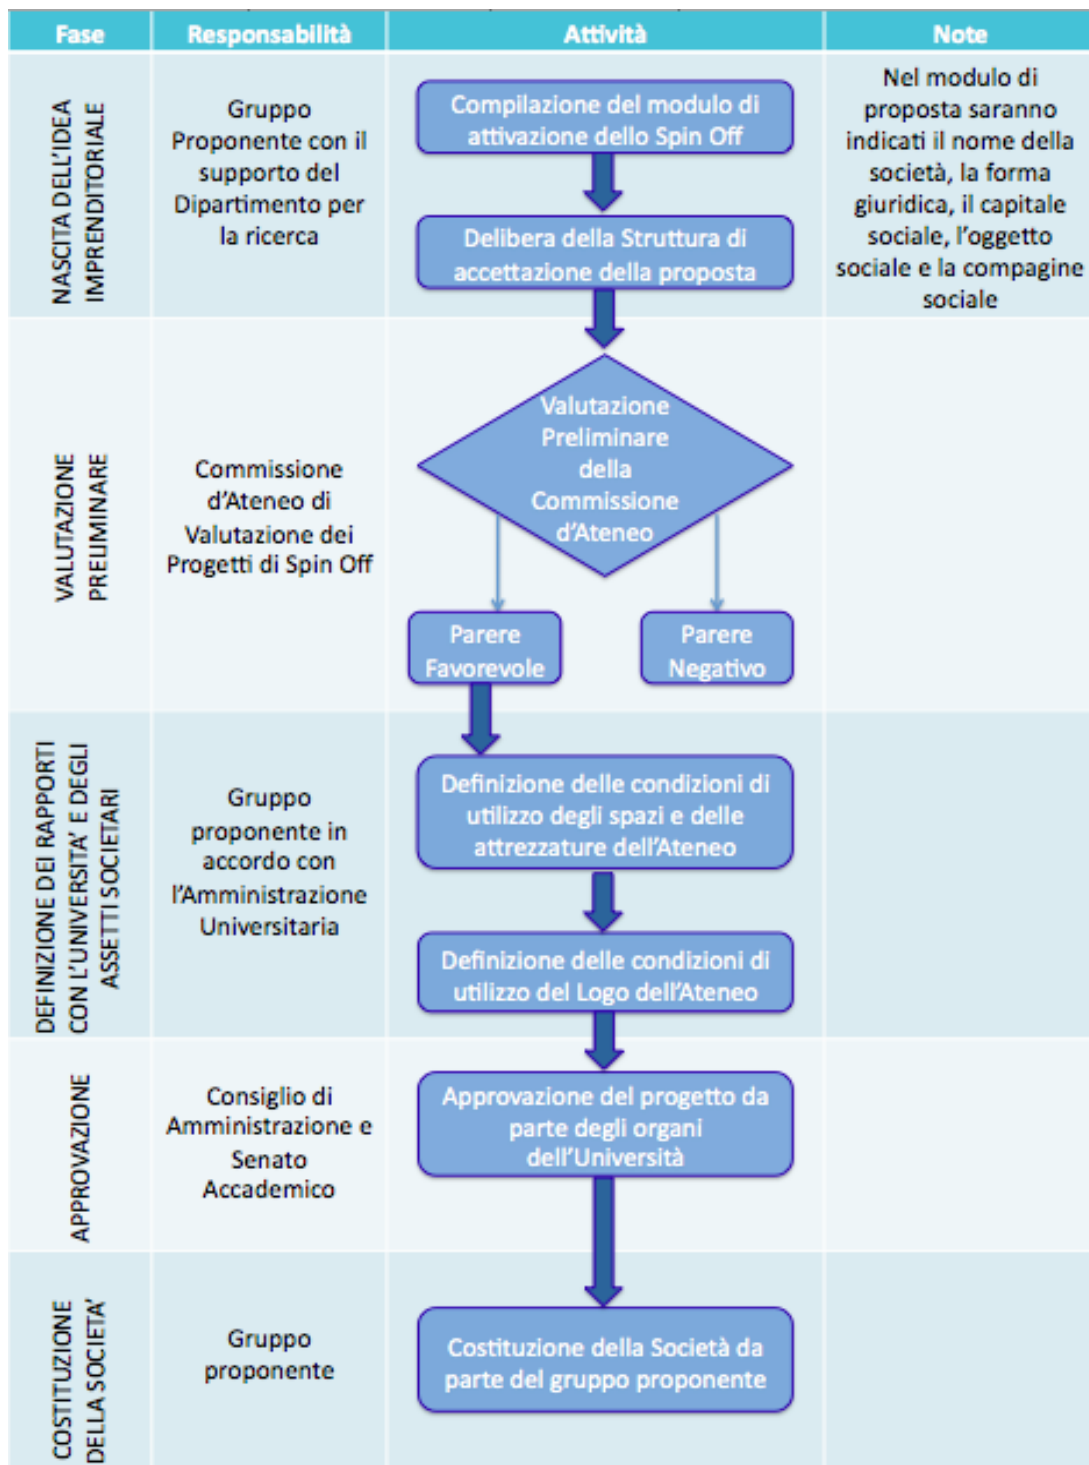 Fase
Responsabilità
Attività
Note
NASCITA DELL'IDEA
IMPRENDITORIALE
Gruppo
Proponente con il
supporto del
Dipartimento per
la ricerca
Compilazione del modulo di
attivazione dello Spin Off
Delibera della Struttura di
accettazione della proposta
Nel modulo di
proposta saranno
indicati il nome della
società, la forma
giuridica, il capitale
sociale, l'oggetto
sociale e la compagine
sociale
VALUTAZIONE
PRELIMINARE
Commissione
d'Ateneo di
Valutazione dei
Progetti di Spin Off
Valutazione
Preliminare
della
Commissione
d'Ateneo
Parere
Favorevole
Parere
Negativo
DEFINIZIONE DEI RAPPORTI
CON L'UNIVERSITA' E DEGLI
ASSETTI SOCIETARI
Gruppo
proponente in
accordo con
l'Amministrazione
Universitaria
Definizione delle condizioni di
utilizzo degli spazi e delle
attrezzature dell'Ateneo
Definizione delle condizioni di
utilizzo del Logo dell'Ateneo
APPROVAZIONE
Consiglio di
Amministrazione e
Senato
Accademico
Approvazione del progetto da
parte degli organi
dell'Università
COSTITUZIONE
DELLA SOCIETA'
Gruppo
proponente
Costituzione della Società da
parte del gruppo proponente